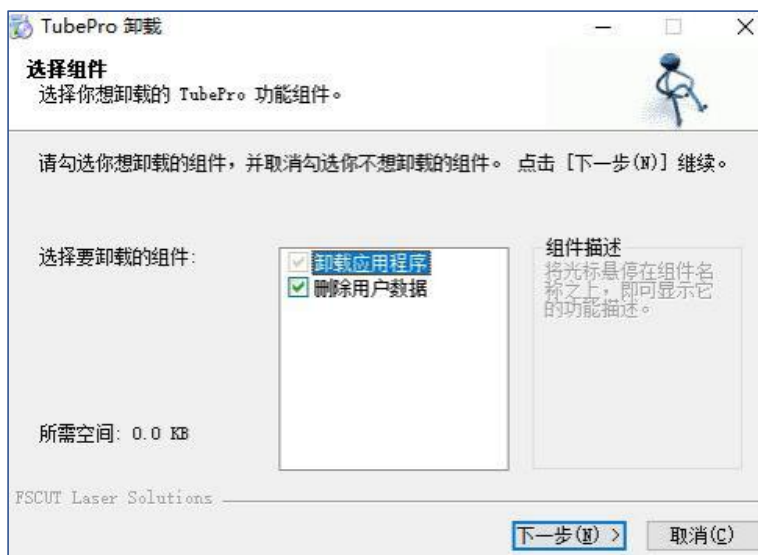 TubePro 卸载
选择组件
选择你想卸载的 TubePro 功能组件。
请勾选你想卸载的组件，并取消勾选你不想卸载的组件。 点击 [下一步(N)] 继续。
选择要卸载的组件:
卸载应用程序
删除用户数据
组件描述
将光标悬停在组件名
称之上，即可显示它
的功能描述。
所需空间: 0.0 KB
FSCUT Laser Solutions
下一步(N) >
取消(C)